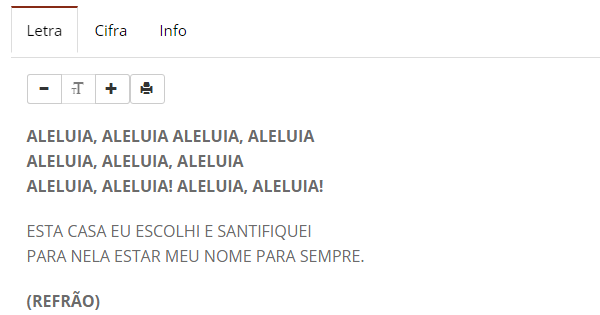 Letra Cifra Info
- TT +
ALELUIA, ALELUIA ALELUIA, ALELUIA
ALELUIA, ALELUIA, ALELUIA
ALELUIA, ALELUIA! ALELUIA, ALELUIA!
ESTA CASA EU ESCOLHI E SANTIFIQUEI
PARA NELA ESTAR MEU NOME PARA SEMPRE.
(REFRÃO)